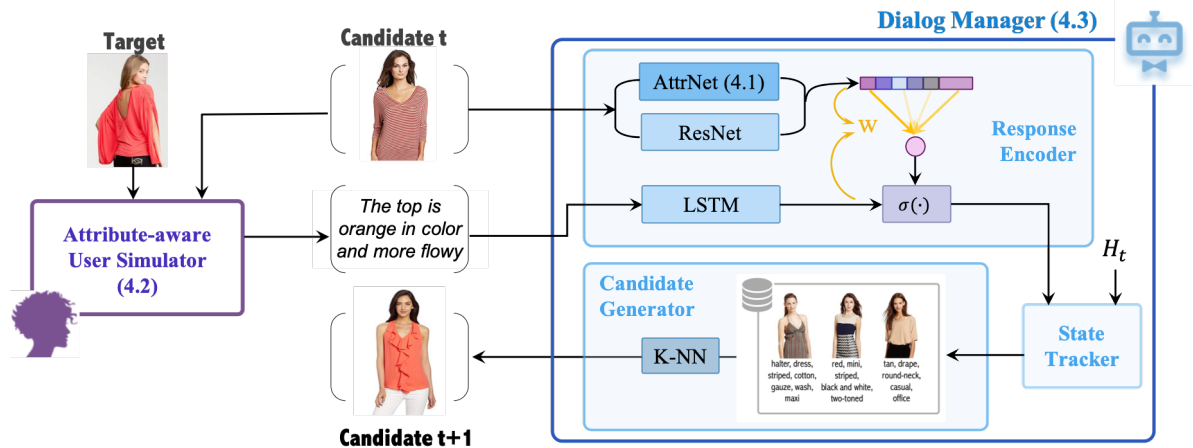 Dialog Manager (4.3)
Target
Candidate t
AttrNet (4.1)
ResNet
W
Response
Encoder
LSTM
σ(·)
The top is
orange in color
and more flowy
Attribute-aware
User Simulator
(4.2)
H_t
Candidate
Generator
K-NN
halter, dress,
striped, cotton,
gauze, wash,
maxi
red, mini,
striped,
black and white,
two-toned
tan, drape,
round-neck,
casual,
office
State
Tracker
Candidate t+1